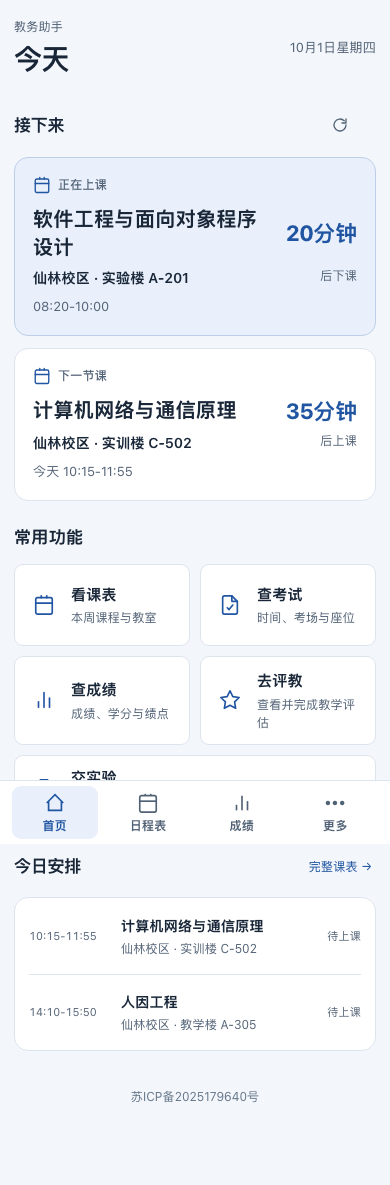 教务助手
今天
10月1日星期四
接下来
正在上课
软件工程与面向对象程序
设计
仙林校区 · 实验楼 A-201
08:20-10:00
20分钟
后下课
下一节课
计算机网络与通信原理
仙林校区 · 实训楼 C-502
今天 10:15-11:55
35分钟
后上课
常用功能
看课表
本周课程与教室
查考试
时间、考场与座位
查成绩
成绩、学分与绩点
去评教
查看并完成教学评
估
交实验
首页
日程表
成绩
更多
今日安排
完整课表 →
10:15-11:55
计算机网络与通信原理
仙林校区 · 实训楼 C-502
待上课
14:10-15:50
人因工程
仙林校区 · 教学楼 A-305
待上课
苏ICP备2025179640号